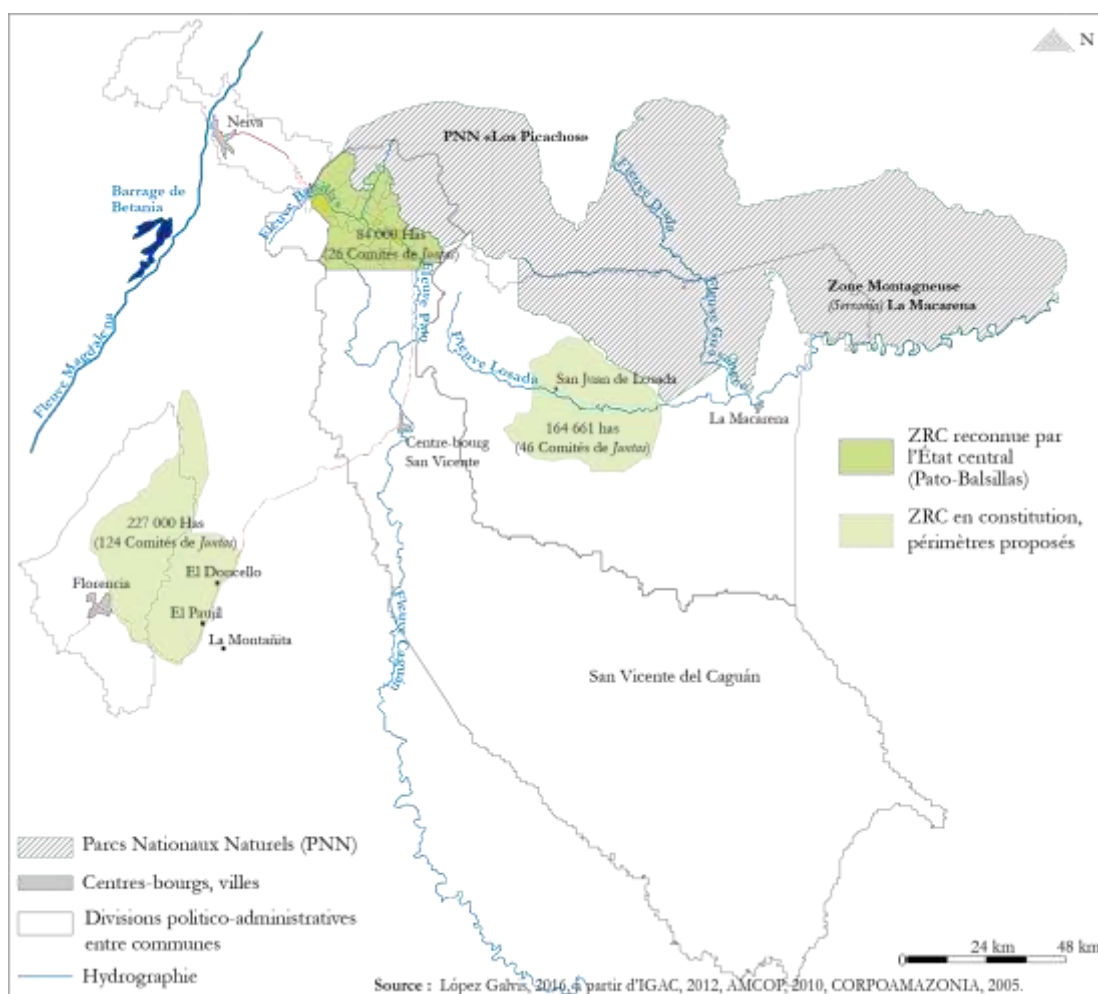 N
Neiva
PNN «Los Picachos»
Barrage de
Betania
Fleuve Balsillas
Fleuve Duda
84 000 Has
(26 Comités de Juntas)
Fleuve Pato
Zone Montagneuse
(Serranía) La Macarena
Fleuve Magdalena
Fleuve Losada
San Juan de Losada
La Macarena
164 661 has
(46 Comités de Juntas)
Centre-bourg
San Vicente
ZRC reconnue par
l'État central
(Pato-Balsillas)
ZRC en constitution,
périmètres proposés
227 000 Has
(124 Comités de Juntas)
El Doncello
Florencia
El Paujil
La Montañita
Fleuve Caguán
San Vicente del Caguán
Parcs Nationaux Naturels (PNN)
Centres-bourgs, villes
Divisions politico-administratives
entre communes
Hydrographie
0 24 km 48 km
Source : López Galvis, 2016, à partir d'IGAC, 2012, AMCOP, 2010, CORPOAMAZONIA, 2005.